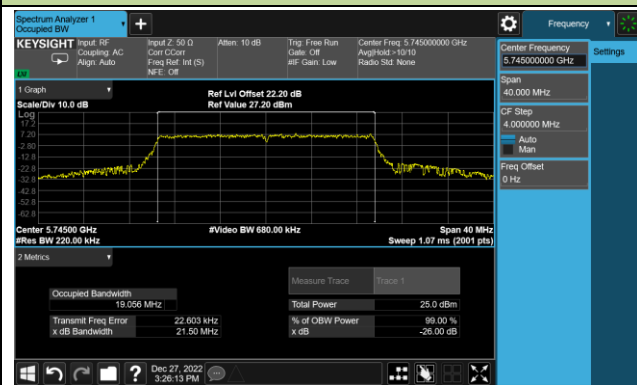 Spectrum Analyzer 1
Occupied BW
+
Frequency
KEYSIGHT
Input: RF
Coupling: AC
Align: Auto
Input Z: 50 Ω
Corr CCorr
Freq Ref: Int (S)
NFE: Off
Atten: 10 dB
Trig: Free Run
Gate: Off
#IF Gain: Low
Center Freq: 5.745000000 GHz
Avg|Hold:>10/10
Radio Std: None
Center Frequency
5.745000000 GHz
Settings
Span
40.000 MHz
CF Step
4.000000 MHz
Auto
Man
Freq Offset
0 Hz
1 Graph
Scale/Div 10.0 dB
Ref Lvl Offset 22.20 dB
Ref Value 27.20 dBm
Log
17.2
7.20
-2.80
-12.8
-22.8
-32.8
-42.8
-52.8
-62.8
Center 5.74500 GHz
#Res BW 220.00 kHz
#Video BW 680.00 kHz
Span 40 MHz
Sweep 1.07 ms (2001 pts)
2 Metrics
Measure Trace
Trace 1
Occupied Bandwidth
19.056 MHz
Total Power
25.0 dBm
Transmit Freq Error
22.603 kHz
% of OBW Power
99.00 %
x dB Bandwidth
21.50 MHz
x dB
-26.00 dB
?
Dec 27, 2022
3:26:13 PM